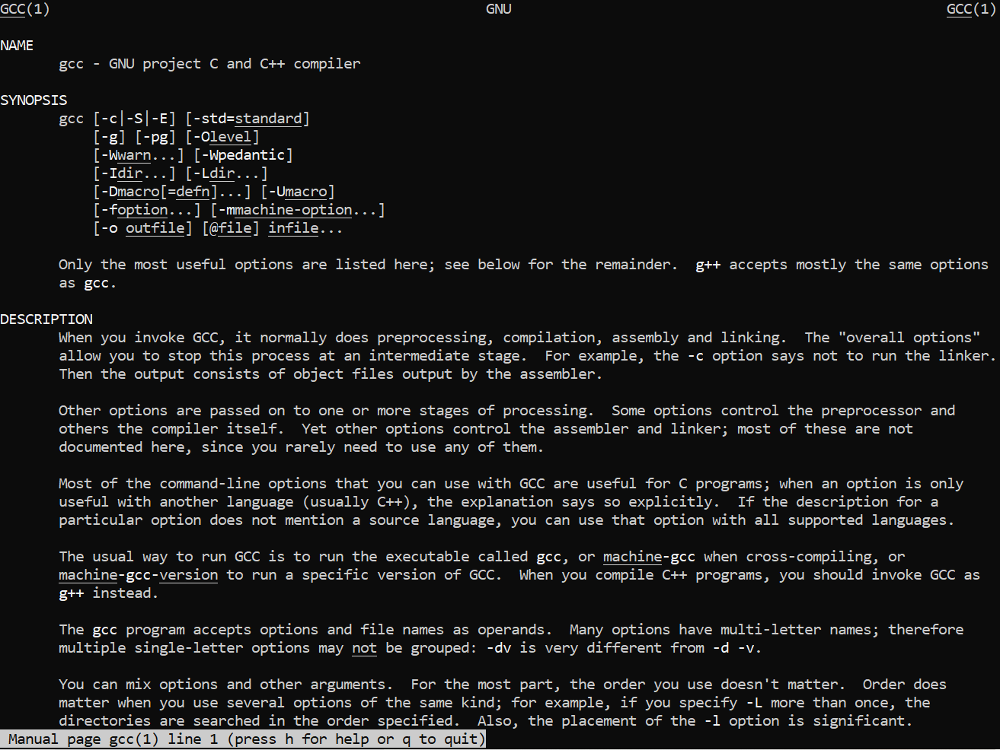 GCC(1) GNU GCC(1)
NAME
gcc - GNU project C and C++ compiler
SYNOPSIS
gcc [-c|-S|-E] [-std=standard]
[-g] [-pg] [-Olevel]
[-Wwarn...] [-Wpedantic]
[-Idir...] [-Ldir...]
[-Dmacro[=defn]...] [-Umacro]
[-foption...] [-mmachine-option...]
[-o outfile] [@file] infile...
Only the most useful options are listed here; see below for the remainder.  g++ accepts mostly the same options
as gcc.
DESCRIPTION
When you invoke GCC, it normally does preprocessing, compilation, assembly and linking.  The "overall options"
allow you to stop this process at an intermediate stage.  For example, the -c option says not to run the linker.
Then the output consists of object files output by the assembler.
Other options are passed on to one or more stages of processing.  Some options control the preprocessor and
others the compiler itself.  Yet other options control the assembler and linker; most of these are not
documented here, since you rarely need to use any of them.
Most of the command-line options that you can use with GCC are useful for C programs; when an option is only
useful with another language (usually C++), the explanation says so explicitly.  If the description for a
particular option does not mention a source language, you can use that option with all supported languages.
The usual way to run GCC is to run the executable called gcc, or machine-gcc when cross-compiling, or
machine-gcc-version to run a specific version of GCC.  When you compile C++ programs, you should invoke GCC as
g++ instead.
The gcc program accepts options and file names as operands.  Many options have multi-letter names; therefore
multiple single-letter options may not be grouped: -dv is very different from -d -v.
You can mix options and other arguments.  For the most part, the order you use doesn't matter.  Order does
matter when you use several options of the same kind; for example, if you specify -L more than once, the
directories are searched in the order specified.  Also, the placement of the -l option is significant.
Manual page gcc(1) line 1 (press h for help or q to quit)